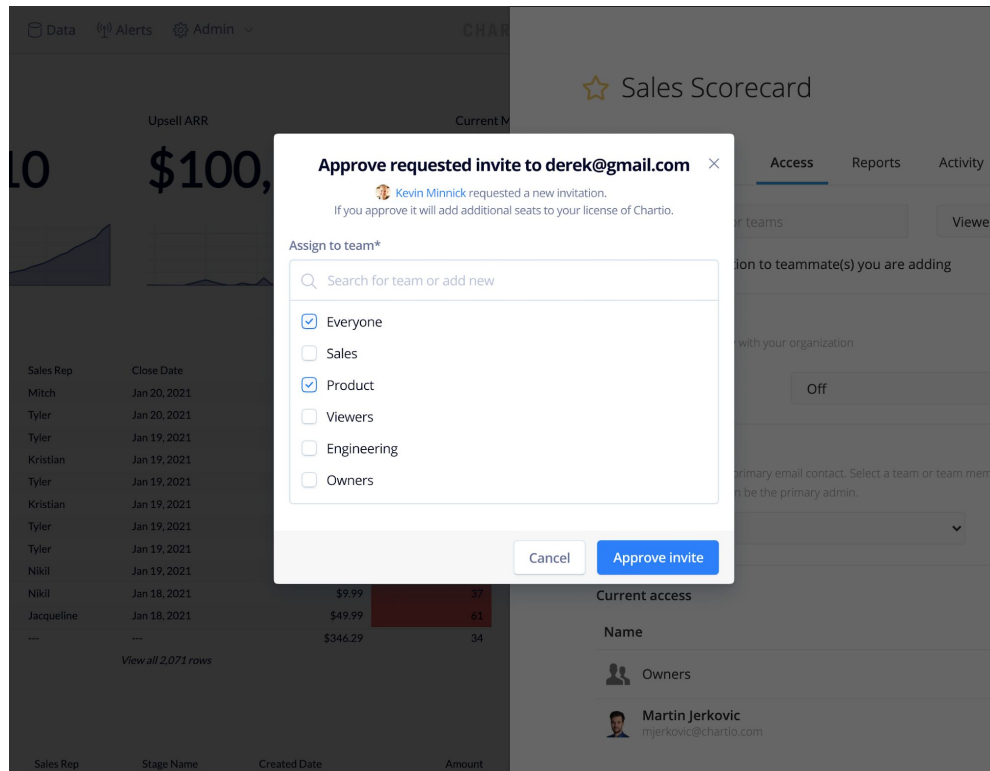 Data Alerts Admin
CHAR
Sales Scorecard
Upsell ARR Current M
10 $100,
Approve requested invite to derek@gmail.com
Kevin Minnick requested a new invitation.
If you approve it will add additional seats to your license of Chartio.
Assign to team*
Search for team or add new
Everyone
Sales
Product
Viewers
Engineering
Owners
Cancel Approve invite
Access Reports Activity
or teams Viewe
tion to teammate(s) you are adding
with your organization
Off
primary email contact. Select a team or team mem
n be the primary admin.
Current access
Name
Owners
Martin Jerkovic
mjerkovic@chartio.com
Sales Rep Close Date
Mitch Jan 20, 2021
Tyler Jan 20, 2021
Tyler Jan 19, 2021
Kristian Jan 19, 2021
Tyler Jan 19, 2021
Kristian Jan 19, 2021
Tyler Jan 19, 2021
Tyler Jan 19, 2021
Nikil Jan 19, 2021
Nikil Jan 18, 2021 $9.99 37
Jacqueline Jan 18, 2021 $49.99 61
--- --- $346.29 34
View all 2,071 rows
Sales Rep Stage Name Created Date Amount